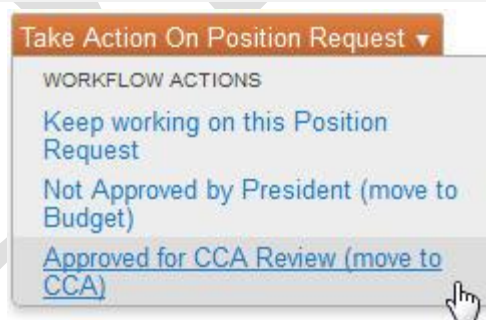 Take Action On Position Request ▼
WORKFLOW ACTIONS
Keep working on this Position
Request
Not Approved by President (move to
Budget)
Approved for CCA Review (move to
CCA)